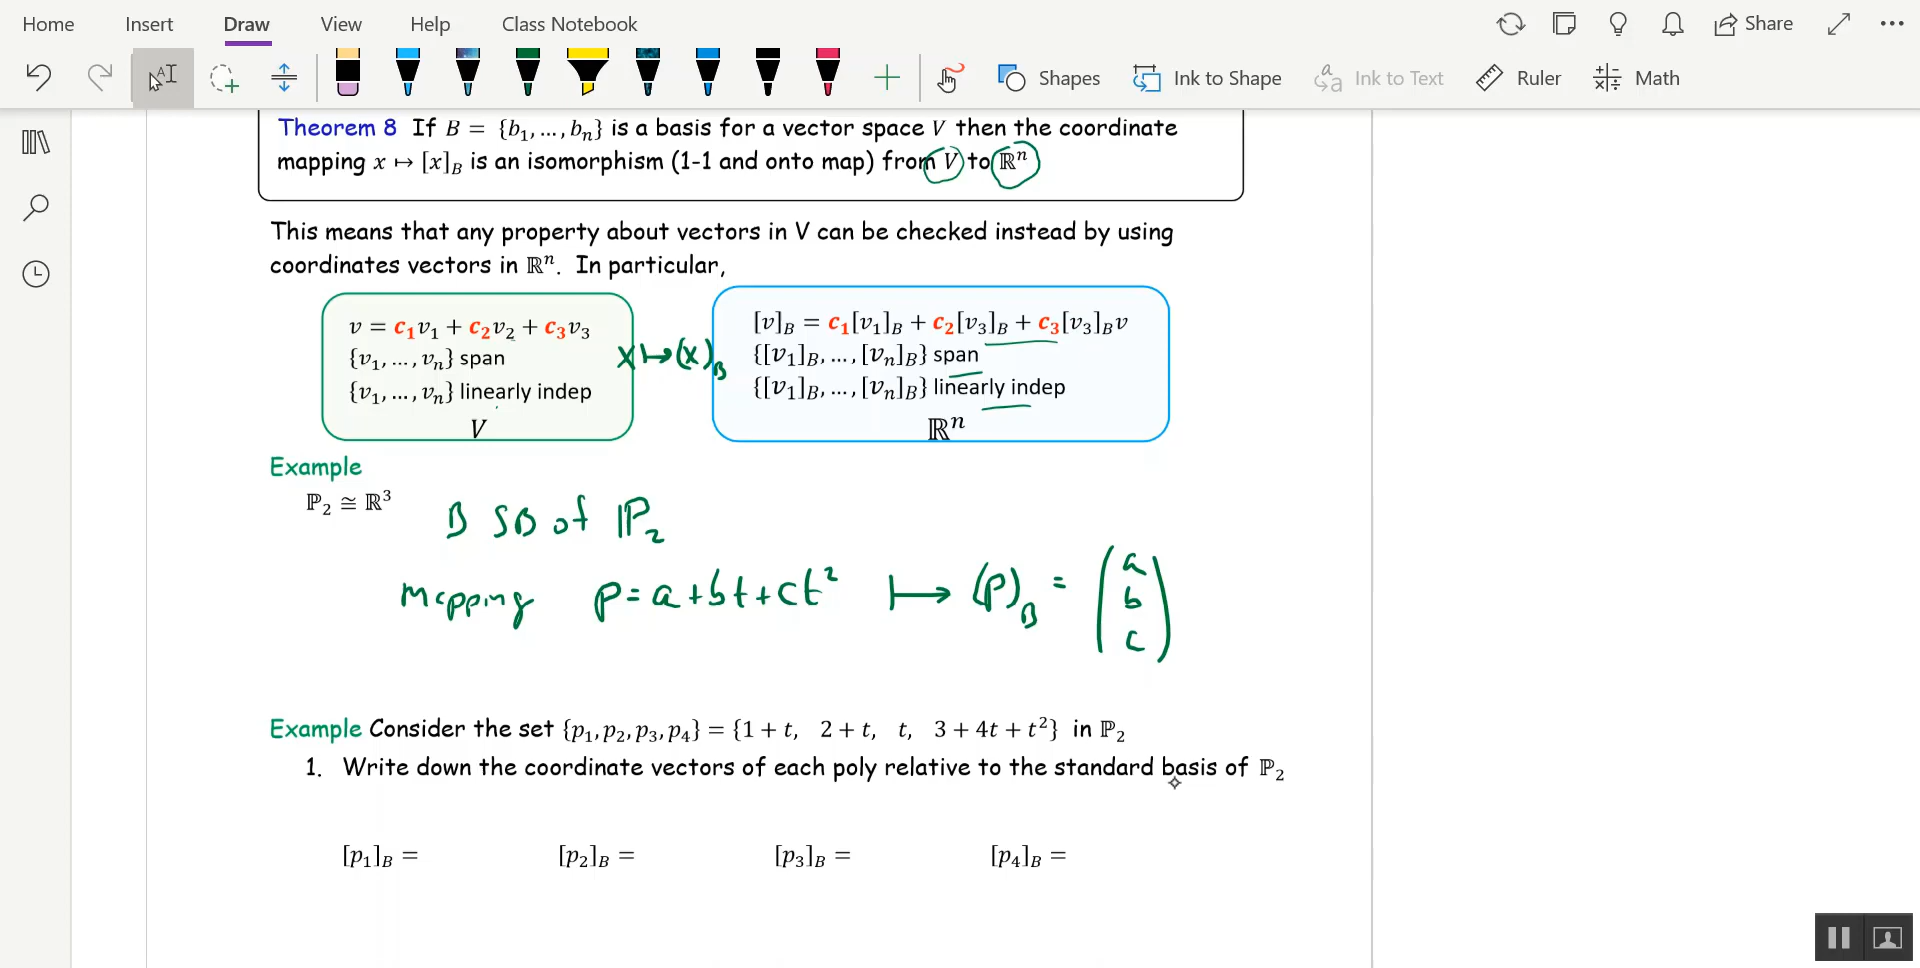 Home Insert Draw View Help Class Notebook Share
Shapes Ink to Shape Ink to Text Ruler Math
Theorem 8 If B = {b₁, …, bₙ} is a basis for a vector space V then the coordinate
mapping x ↦ [x]_B is an isomorphism (1-1 and onto map) from V to ℝⁿ
This means that any property about vectors in V can be checked instead by using
coordinates vectors in ℝⁿ. In particular,
v = c₁v₁ + c₂v₂ + c₃v₃
{v₁, …, vₙ} span
{v₁, …, vₙ} linearly indep
V
x ↦ (x)_B
[v]_B = c₁[v₁]_B + c₂[v₃]_B + c₃[v₃]_B v
{[v₁]_B, …, [vₙ]_B} span
{[v₁]_B, …, [vₙ]_B} linearly indep
ℝⁿ
Example
ℙ₂ ≅ ℝ³
B SB of ℙ₂
mapping p = a + bt + ct² ↦ (p)_B = (a b c)
Example Consider the set {p₁, p₂, p₃, p₄} = {1 + t, 2 + t, t, 3 + 4t + t²} in ℙ₂
1. Write down the coordinate vectors of each poly relative to the standard basis of ℙ₂
[p₁]_B = [p₂]_B = [p₃]_B = [p₄]_B =